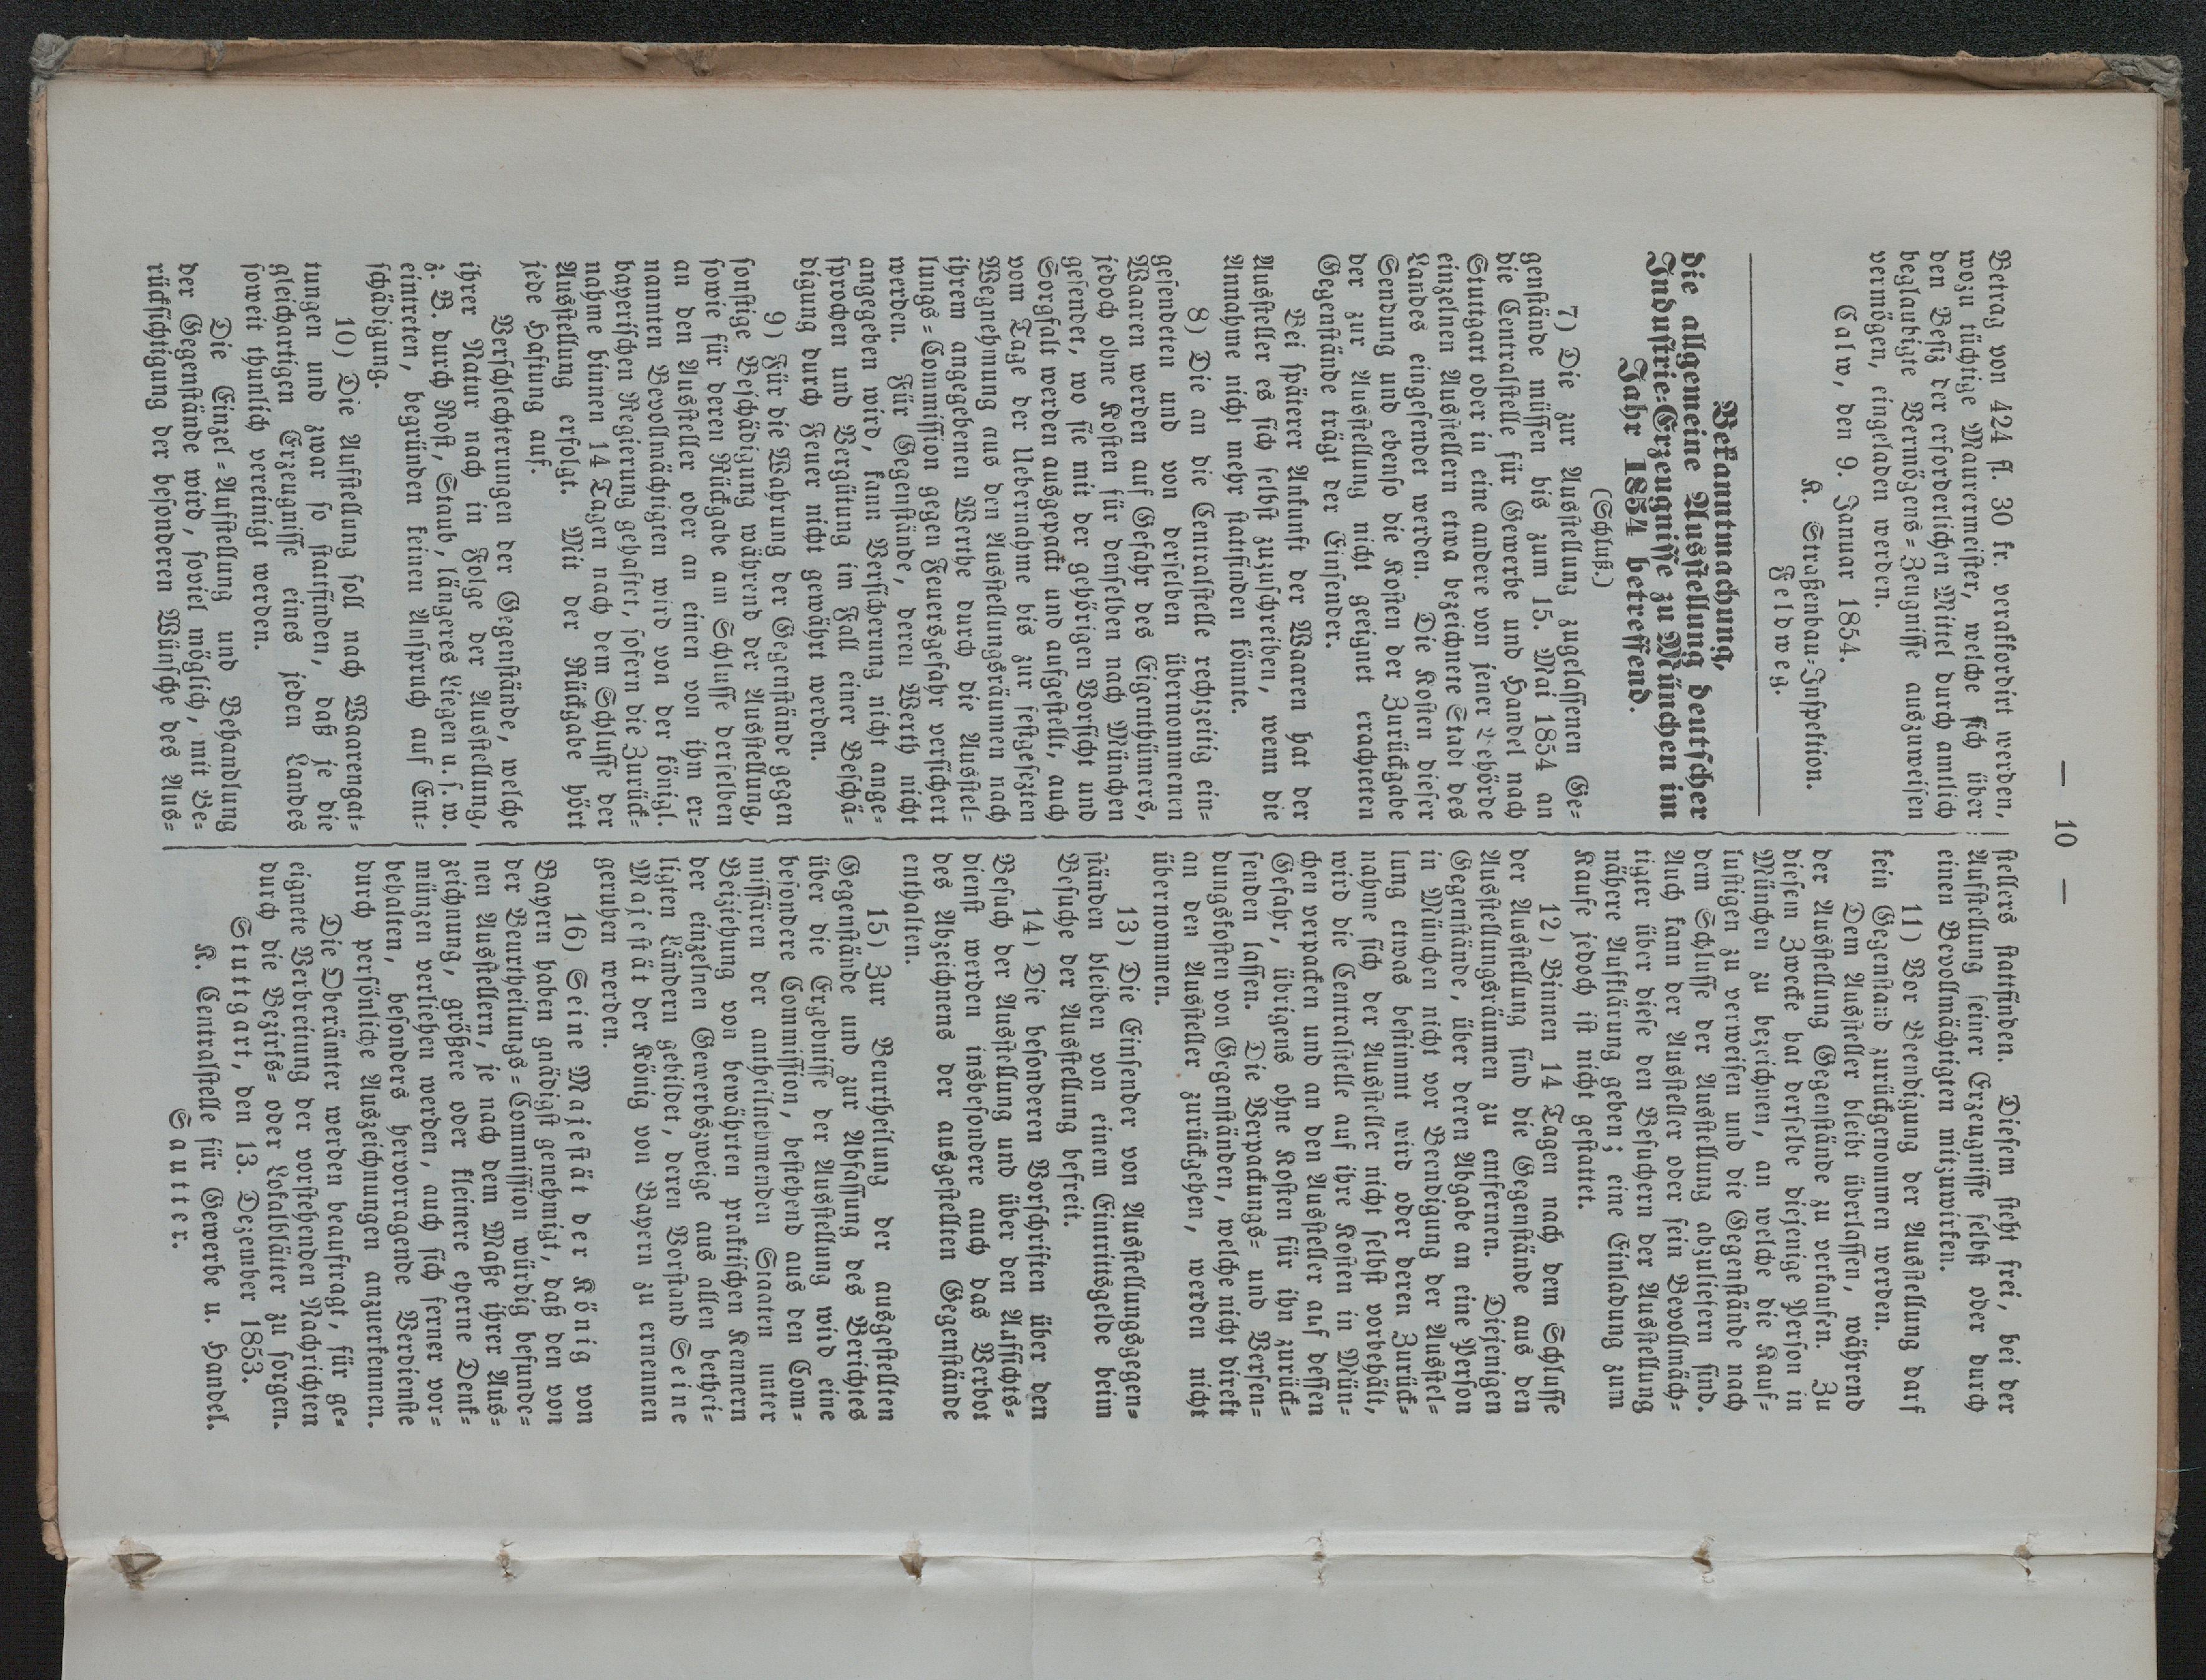 — 10 —
Betrag von 424 fl. 30 kr. verakkordirt werden,
wozu tüchtige Maurermeister, welche sich über
den Besiz der erforderlichen Mittel durch amtlich
beglaubigte Vermögens-Zeugnisse auszuweisen
vermögen, eingeladen werden.
Calw, den 9. Januar 1854.
K. Straßenbau-Inspektion.
Feldweg.
Bekanntmachung,
die allgemeine Ausstellung deutscher
Industrie-Erzeugnisse zu München im
Jahr 1854 betreffend.
(Schluß.)
7) Die zur Ausstellung zugelassenen Ge-
genstände müssen bis zum 15. Mai 1854 an
die Centralstelle für Gewerbe und Handel nach
Stuttgart oder in eine andere von jener Behörde
einzelnen Ausstellern etwa bezeichnete Stadt des
Landes eingesendet werden. Die Kosten dieser
Sendung und ebenso die Kosten der Zurückgabe
der zur Ausstellung nicht geeignet erachteten
Gegenstände trägt der Einsender.
Bei späterer Ankunft der Waaren hat der
Aussteller es sich selbst zuzuschreiben, wenn die
Annahme nicht mehr stattfinden könnte.
8) Die an die Centralstelle rechtzeitig ein-
gesendeten und von derselben übernommenen
Waaren werden auf Gefahr des Eigenthümers,
jedoch ohne Kosten für denselben nach München
gesendet, wo sie mit der gehörigen Vorsicht und
Sorgfalt werden ausgepackt und aufgestellt, auch
vom Tage der Uebernahme bis zur festgesezten
Wegnehmung aus den Ausstellungsräumen nach
ihrem angegebenen Werthe durch die Ausstel-
lungs-Commission gegen Feuersgefahr versichert
werden. Für Gegenstände, deren Werth nicht
angegeben wird, kann Versicherung nicht ange-
sprochen und Vergütung im Fall einer Beschä-
digung durch Feuer nicht gewährt werden.
9) Für die Wahrung der Gegenstände gegen
sonstige Beschädigung während der Ausstellung,
sowie für deren Rückgabe am Schlusse derselben
an den Aussteller oder an einen von ihm er-
nannten Bevollmächtigten wird von der königl.
bayerischen Regierung gehaftet, sofern die Zurück-
nahme binnen 14 Tagen nach dem Schlusse der
Ausstellung erfolgt. Mit der Rückgabe hört
jede Haftung auf.
Verschlechterungen der Gegenstände, welche
ihrer Natur nach in Folge der Ausstellung,
z. B. durch Rost, Staub, längeres Liegen u. s. w.
eintreten, begründen keinen Anspruch auf Ent-
schädigung.
10) Die Aufstellung soll nach Waarengat-
tungen und zwar so stattfinden, daß je die
gleichartigen Erzeugnisse eines jeden Landes
soweit thunlich vereinigt werden.
Die Einzel-Aufstellung und Behandlung
der Gegenstände wird, soviel möglich, mit Be-
rücksichtigung der besonderen Wünsche des Aus-
stellers stattfinden. Diesem steht frei, bei der
Aufstellung seiner Erzeugnisse selbst oder durch
einen Bevollmächtigten mitzuwirken.
11) Vor Beendigung der Ausstellung darf
kein Gegenstand zurückgenommen werden.
Dem Aussteller bleibt überlassen, während
der Ausstellung Gegenstände zu verkaufen. Zu
diesem Zwecke hat derselbe diejenige Person in
München zu bezeichnen, an welche die Kauf-
lustigen zu verweisen und die Gegenstände nach
dem Schlusse der Ausstellung abzuliefern sind.
Auch kann der Aussteller oder sein Bevollmäch-
tigter über diese den Besuchern der Ausstellung
nähere Aufklärung geben; eine Einladung zum
Kaufe jedoch ist nicht gestattet.
12) Binnen 14 Tagen nach dem Schlusse
der Ausstellung sind die Gegenstände aus den
Ausstellungsräumen zu entfernen. Diejenigen
Gegenstände, über deren Abgabe an eine Person
in München nicht vor Beendigung der Ausstel-
lung etwas bestimmt wird oder deren Zurück-
nahme sich der Aussteller nicht selbst vorbehält,
wird die Centralstelle auf ihre Kosten in Mün-
chen verpacken und an den Aussteller auf dessen
Gefahr, übrigens ohne Kosten für ihn zurück-
senden lassen. Die Verpackungs- und Versen-
dungskosten von Gegenständen, welche nicht direkt
an den Aussteller zurückgehen, werden nicht
übernommen.
13) Die Einsender von Ausstellungsgegen-
ständen bleiben von einem Eintrittsgelde beim
Besuche der Ausstellung befreit.
14) Die besonderen Vorschriften über den
Besuch der Ausstellung und über den Aufsichts-
dienst werden insbesondere auch das Verbot
des Abzeichnens der ausgestellten Gegenstände
enthalten.
15) Zur Beurtheilung der ausgestellten
Gegenstände und zur Abfassung des Berichtes
über die Ergebnisse der Ausstellung wird eine
besondere Commission, bestehend aus den Com-
missären der antheilnehmenden Staaten unter
Beiziehung von bewährten praktischen Kennern
der einzelnen Gewerbszweige aus allen bethei-
ligten Ländern gebildet, deren Vorstand Seine
Majestät der König von Bayern zu ernennen
geruhen werden.
16) Seine Majestät der König von
Bayern haben gnädigst genehmigt, daß den von
der Beurtheilungs-Commission würdig befunde-
nen Ausstellern, je nach dem Maße ihrer Aus-
zeichnung, größere oder kleinere eherne Denk-
münzen verliehen werden, auch sich ferner vor-
behalten, besonders hervorragende Verdienste
durch persönliche Auszeichnungen anzuerkennen.
Die Oberämter werden beauftragt, für ge-
eignete Verbreitung der vorstehenden Nachrichten
durch die Bezirks- oder Lokalblätter zu sorgen.
Stuttgart, den 13. Dezember 1853.
K. Centralstelle für Gewerbe u. Handel.
Sautter.